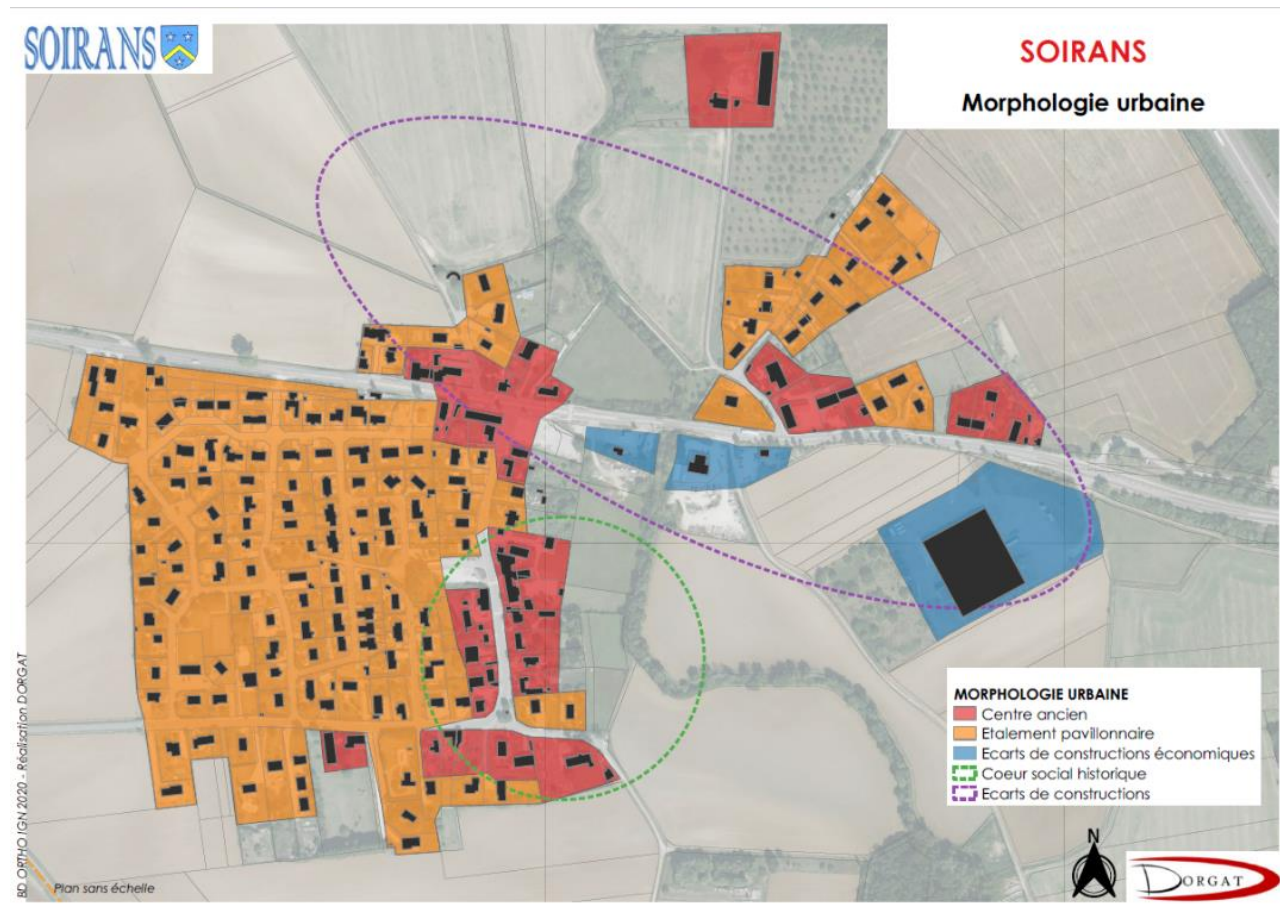 SOIRANS
SOIRANS
Morphologie urbaine
MORPHOLOGIE URBAINE
Centre ancien
Etalement pavillonnaire
Ecarts de constructions économiques
Coeur social historique
Ecarts de constructions
N
DORGAT
BD ORTHO IGN 2020 - Réalisation DORGAT
Plan sans échelle